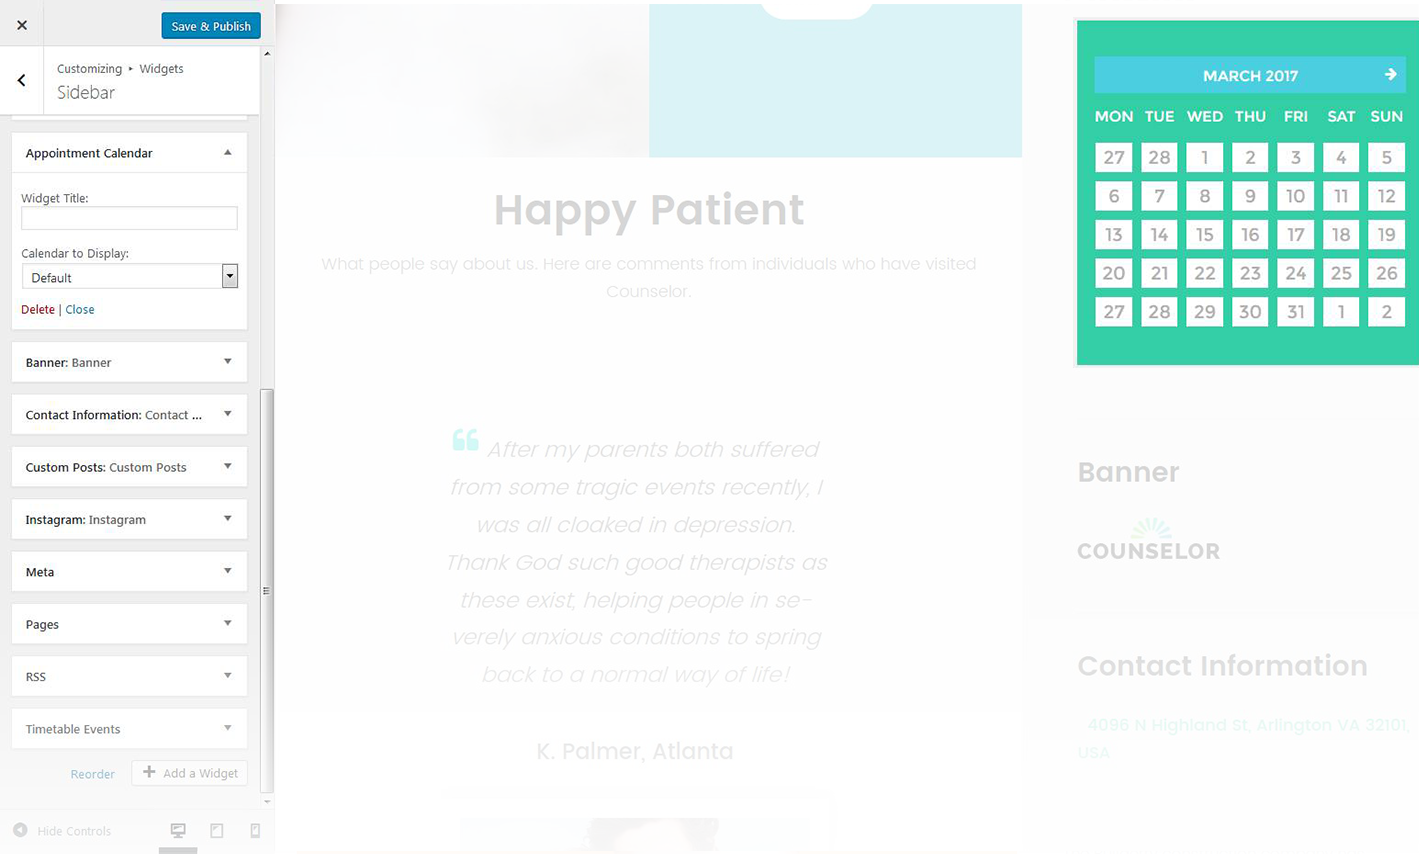 Save & Publish
Customizing ▸ Widgets
Sidebar
Appointment Calendar
Widget Title:
Calendar to Display:
Default
Delete | Close
Banner: Banner
Contact Information: Contact ...
Custom Posts: Custom Posts
Instagram: Instagram
Meta
Pages
RSS
Timetable Events
Reorder
Add a Widget
Hide Controls
Happy Patient
What people say about us. Here are comments from individuals who have visited
Counselor.
After my parents both suffered
from some tragic events recently, I
was all cloaked in depression.
Thank God such good therapists as
these exist, helping people in se-
verely anxious conditions to spring
back to a normal way of life!
K. Palmer, Atlanta
MARCH 2017
MON TUE WED THU FRI SAT SUN
27 28 1 2 3 4 5
6 7 8 9 10 11 12
13 14 15 16 17 18 19
20 21 22 23 24 25 26
27 28 29 30 31 1 2
Banner
COUNSELOR
Contact Information
4096 N Highland St, Arlington VA 32101,
USA